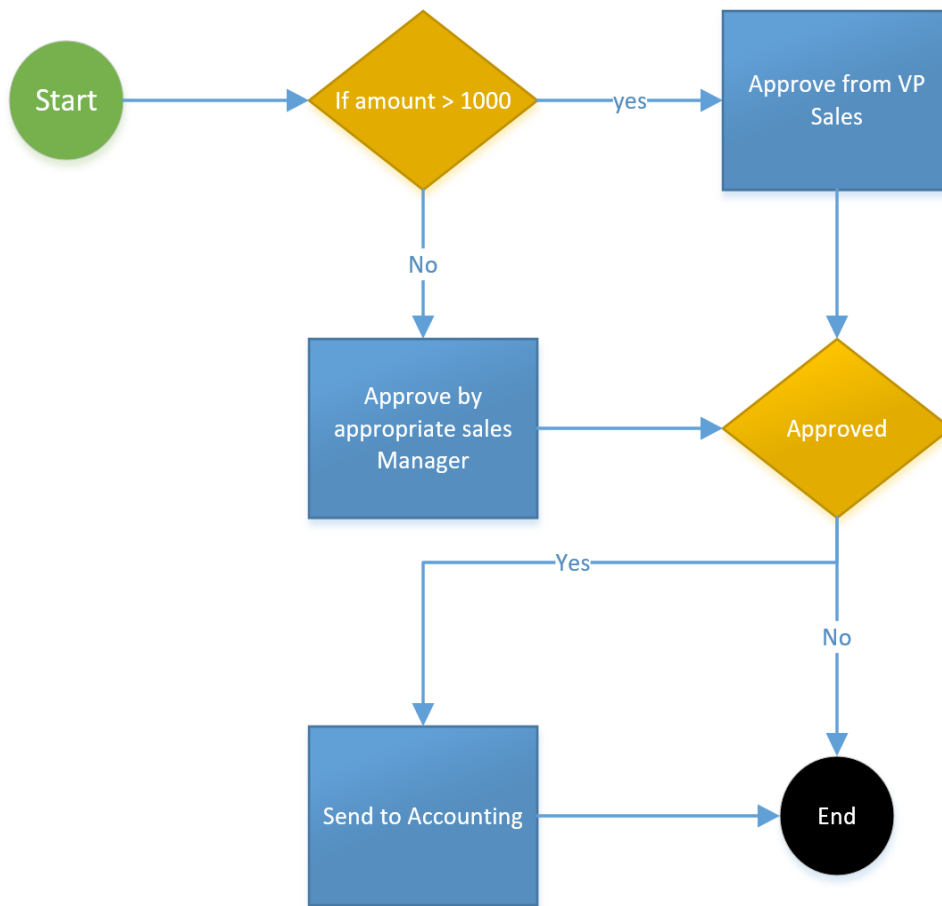 Start
If amount > 1000
yes
Approve from VP
Sales
No
Approve by
appropriate sales
Manager
Approved
Yes
No
Send to Accounting
End